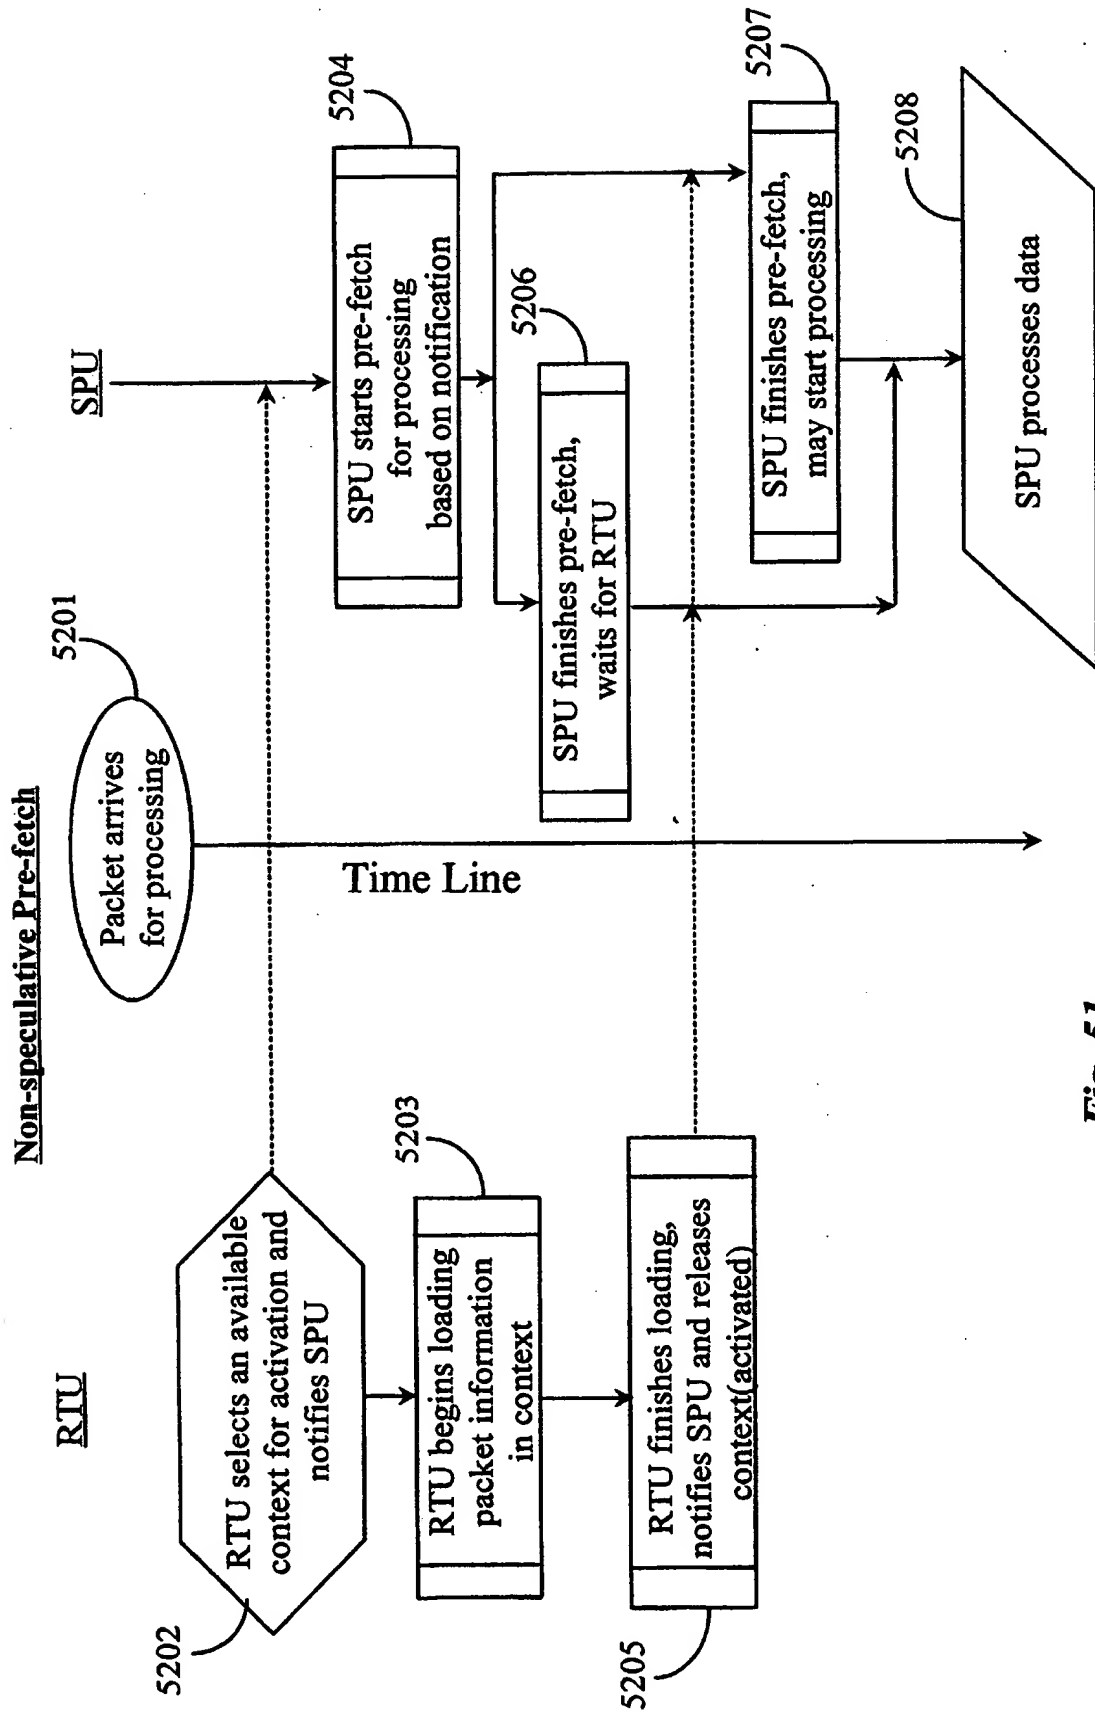 Non-speculative Pre-fetch
RTU
SPU
5201
Packet arrives
for processing
5202
RTU selects an available
context for activation and
notifies SPU
5203
RTU begins loading
packet information
in context
5204
SPU starts pre-fetch
for processing
based on notification
Time Line
5205
RTU finishes loading,
notifies SPU and releases
context(activated)
5206
SPU finishes pre-fetch,
waits for RTU
5207
SPU finishes pre-fetch,
may start processing
5208
SPU processes data
Fig. 51